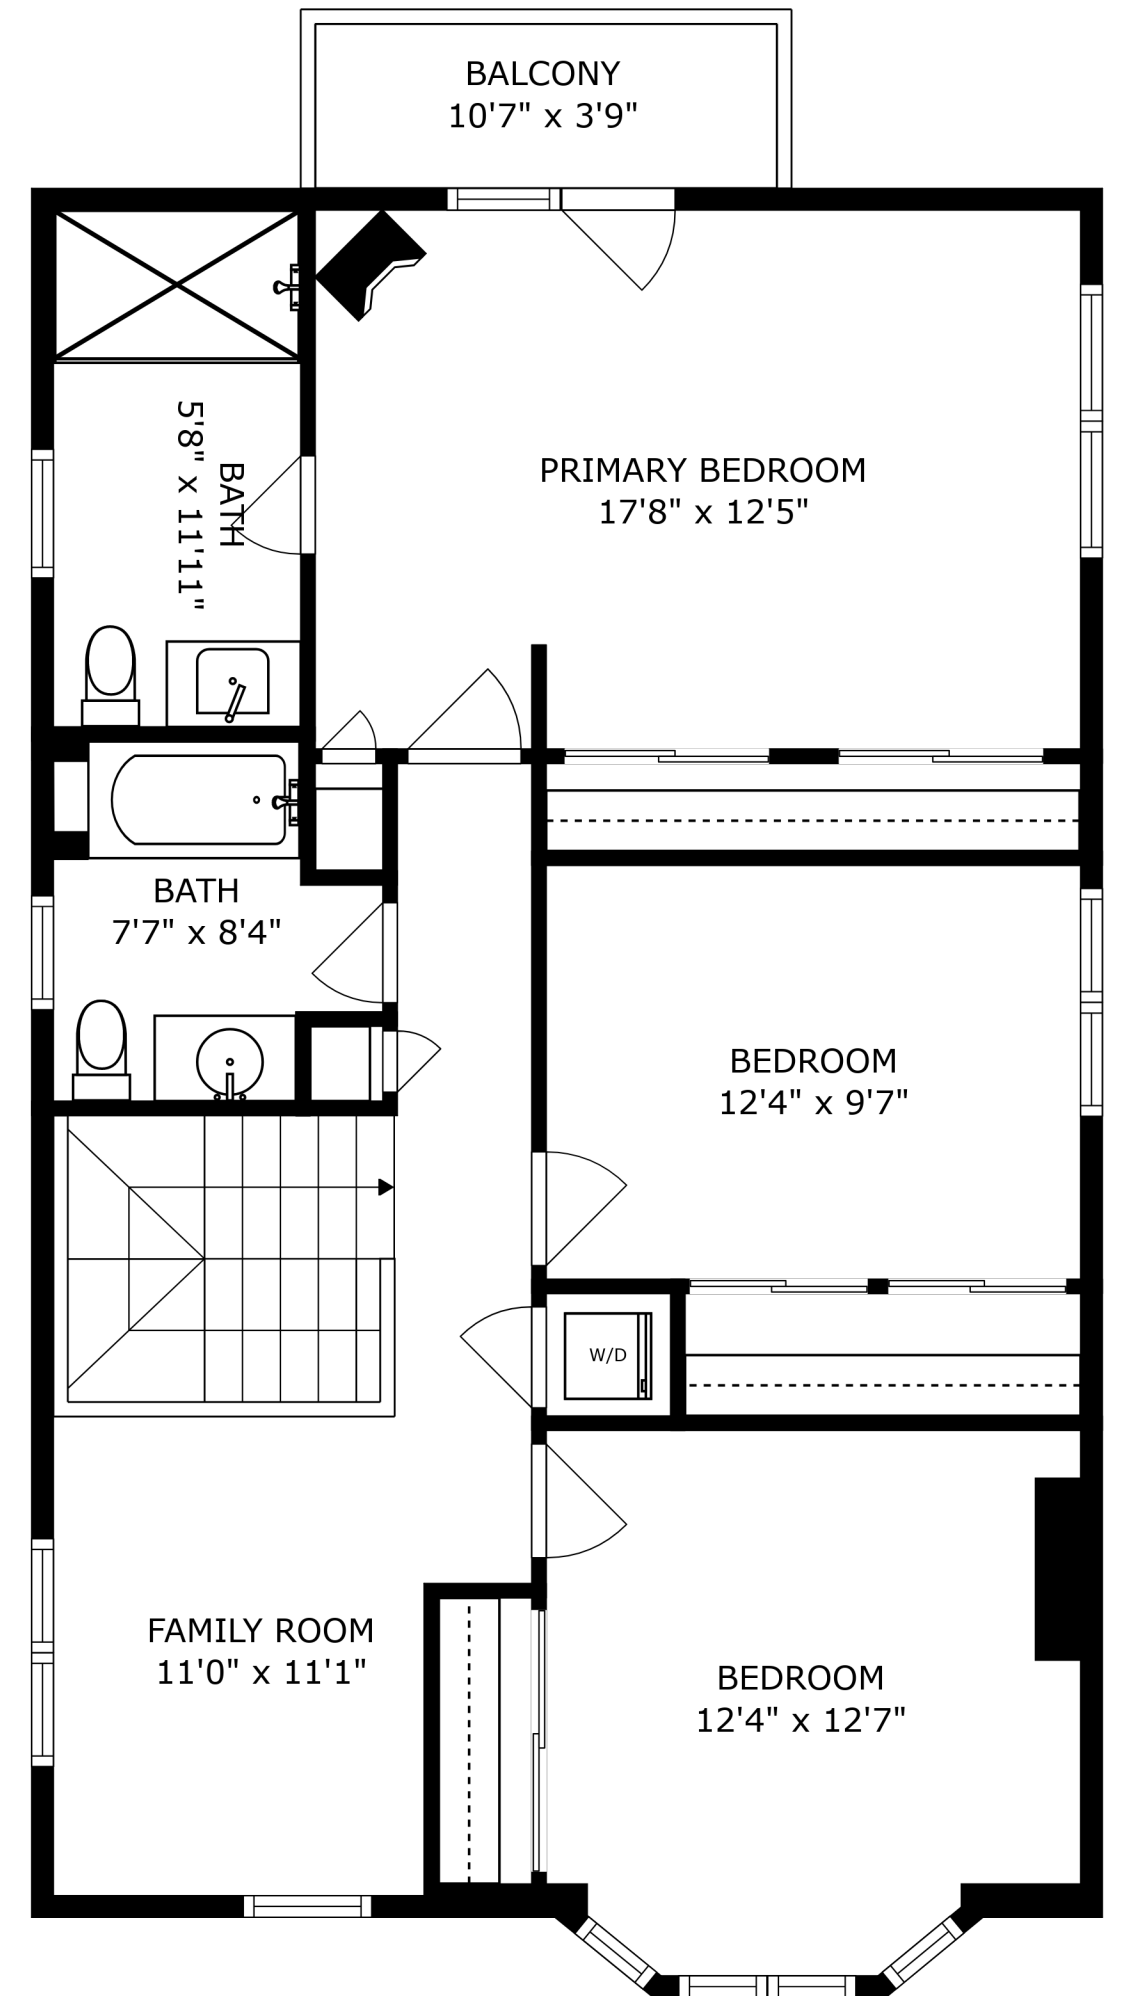 BALCONY
10'7" x 3'9"
PRIMARY BEDROOM
17'8" x 12'5"
BATH
5'8" x 11'11"
BATH
7'7" x 8'4"
BEDROOM
12'4" x 9'7"
W/D
FAMILY ROOM
11'0" x 11'1"
BEDROOM
12'4" x 12'7"